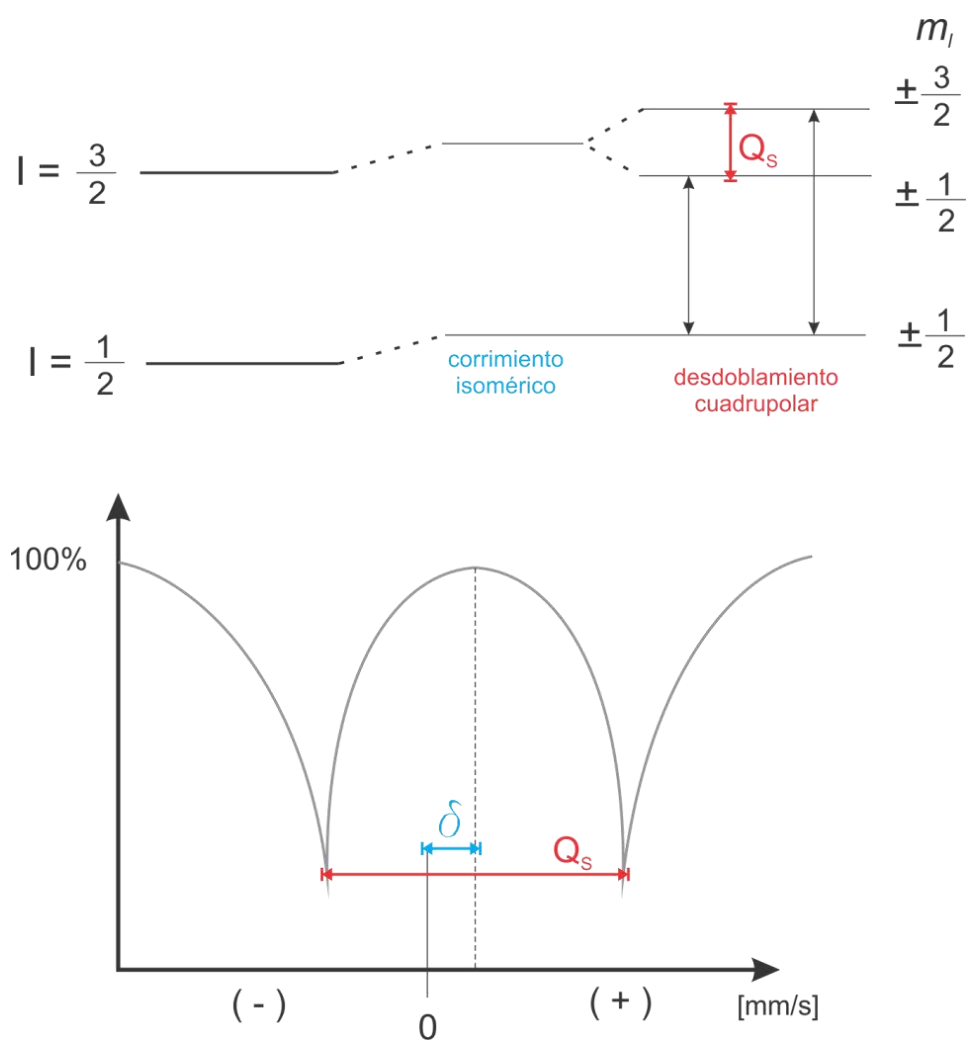 m_I
± 3/2
I = 3/2
Q_S
± 1/2
I = 1/2
± 1/2
corrimiento
isomérico
desdoblamiento
cuadrupolar
100%
δ
Q_S
( - )
( + )
[mm/s]
0